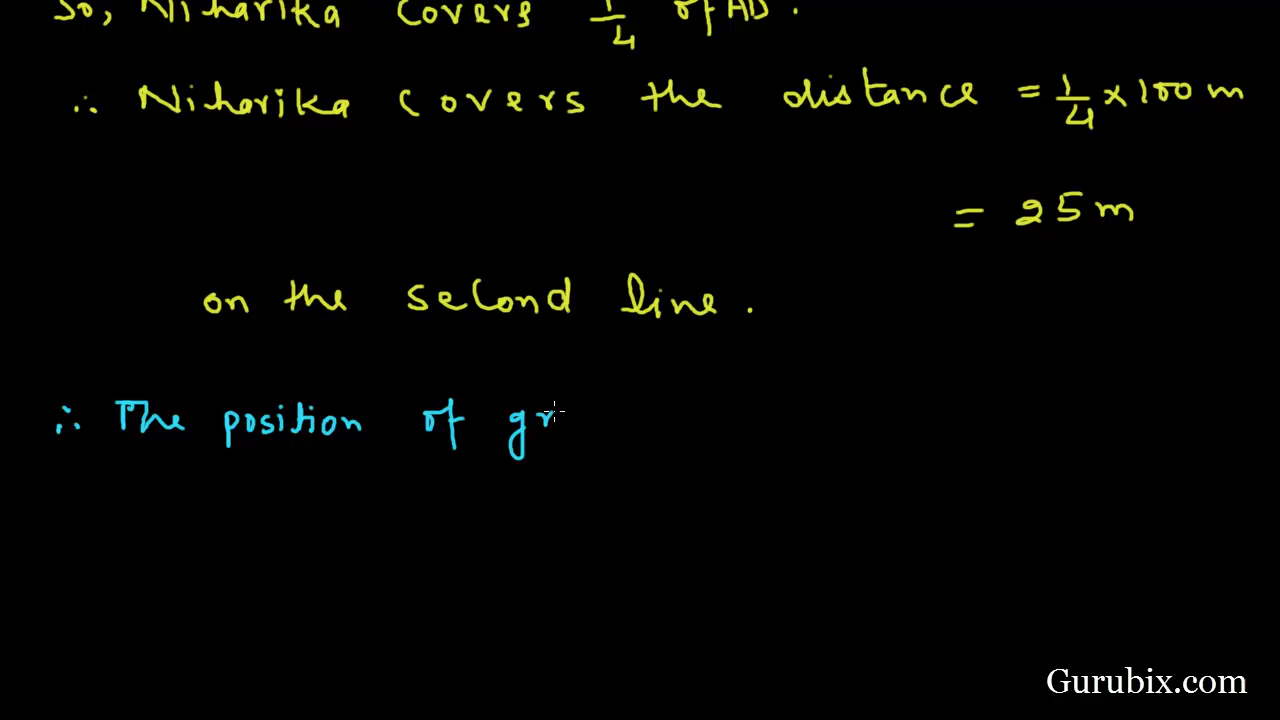 So, Niharika covers 1/4 of AD.
∴ Niharika covers the distance = 1/4 × 100 m
= 25 m
on the second line.
∴ The position of gr
Gurubix.com